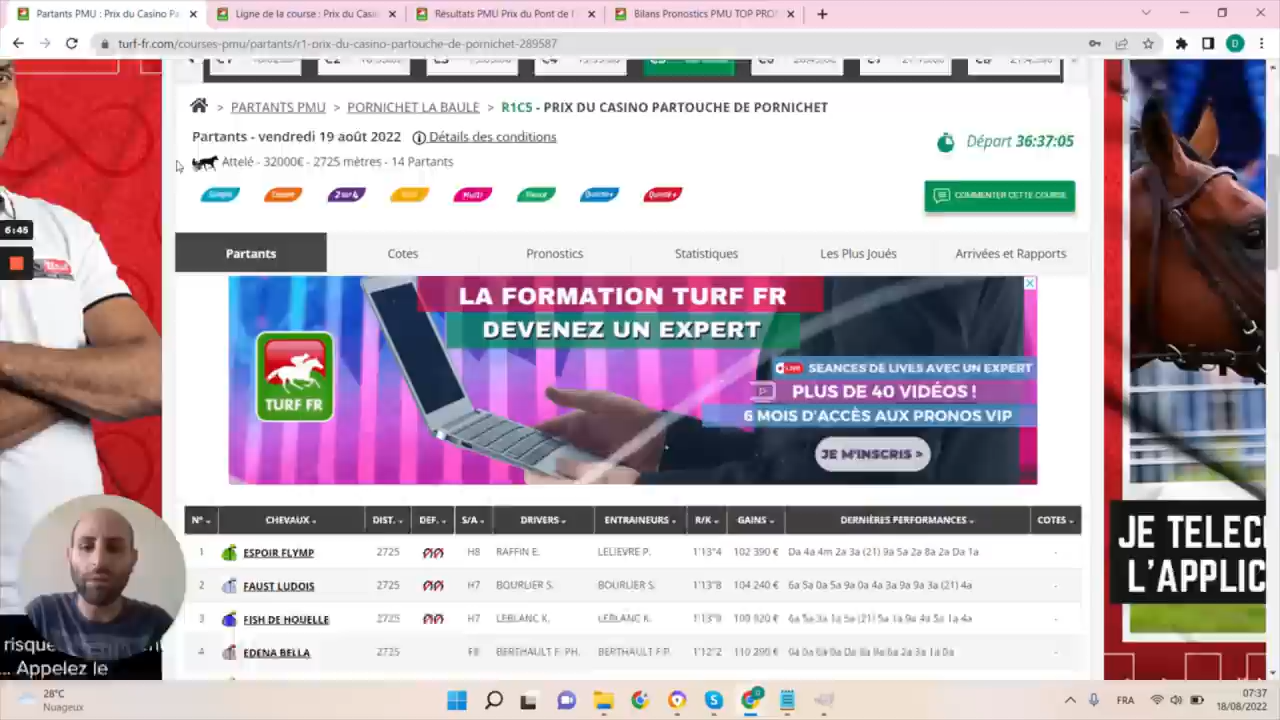 Partants PMU : Prix du Casino Pa
Ligne de la course : Prix du Casi
Résultats PMU Prix du Pont de l
Bilans Pronostics PMU TOP PRO
turf-fr.com/courses-pmu/partants/r1-prix-du-casino-partouche-de-pornichet-289587
PARTANTS PMU > PORNICHET LA BAULE > R1C5 - PRIX DU CASINO PARTOUCHE DE PORNICHET
Partants - vendredi 19 août 2022 Détails des conditions
Départ 36:37:05
Attelé - 32000€ - 2725 mètres - 14 Partants
2 sur 4 Multi
COMMENTER CETTE COURSE
6:45
Partants Cotes Pronostics Statistiques Les Plus Joués Arrivées et Rapports
LA FORMATION TURF FR
DEVENEZ UN EXPERT
LIVE SEANCES DE LIVES AVEC UN EXPERT
PLUS DE 40 VIDÉOS !
6 MOIS D'ACCÈS AUX PRONOS VIP
TURF FR
JE M'INSCRIS >
N° CHEVAUX DIST. DEF. S/A DRIVERS ENTRAINEURS R/K GAINS DERNIÈRES PERFORMANCES COTES
1 ESPOIR FLYMP 2725 H8 RAFFIN E. LELIEVRE P. 1'13"4 102 390 € Da 4a 4m 2a 3a (21) 9a 5a 2a 8a 2a Da 1a -
2 FAUST LUDOIS 2725 H7 BOURLIER S. BOURLIER S. 1'13"8 104 240 € 6a 5a 0a 5a 9a 0a 4a 3a 9a 9a 3a (21) 4a -
3 FISH DE HOUELLE 2725 H7 LEBLANC K. LEBLANC K. -
4 EDENA BELLA 2725 F8 BERTHAULT F. PH. BERTHAULT F.P. 1'12"2 -
JE TELEC
L'APPLIC
risque
... Appelez le
28°C
Nuageux
FRA
07:37
18/08/2022